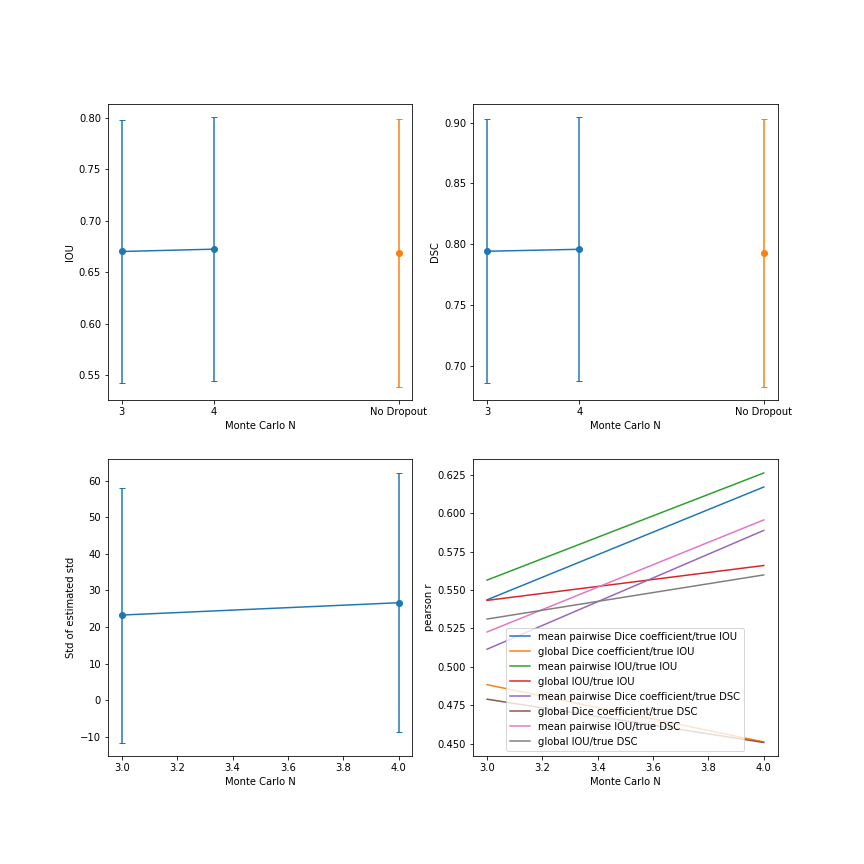 0.80
0.75
0.70
0.65
0.60
0.55
IOU
3
4
No Dropout
Monte Carlo N
0.90
0.85
0.80
0.75
0.70
DSC
3
4
No Dropout
Monte Carlo N
60
50
40
30
20
10
0
−10
Std of estimated std
3.0
3.2
3.4
3.6
3.8
4.0
Monte Carlo N
0.625
0.600
0.575
0.550
0.525
0.500
0.475
0.450
pearson r
mean pairwise Dice coefficient/true IOU
global Dice coefficient/true IOU
mean pairwise IOU/true IOU
global IOU/true IOU
mean pairwise Dice coefficient/true DSC
global Dice coefficient/true DSC
mean pairwise IOU/true DSC
global IOU/true DSC
3.0
3.2
3.4
3.6
3.8
4.0
Monte Carlo N